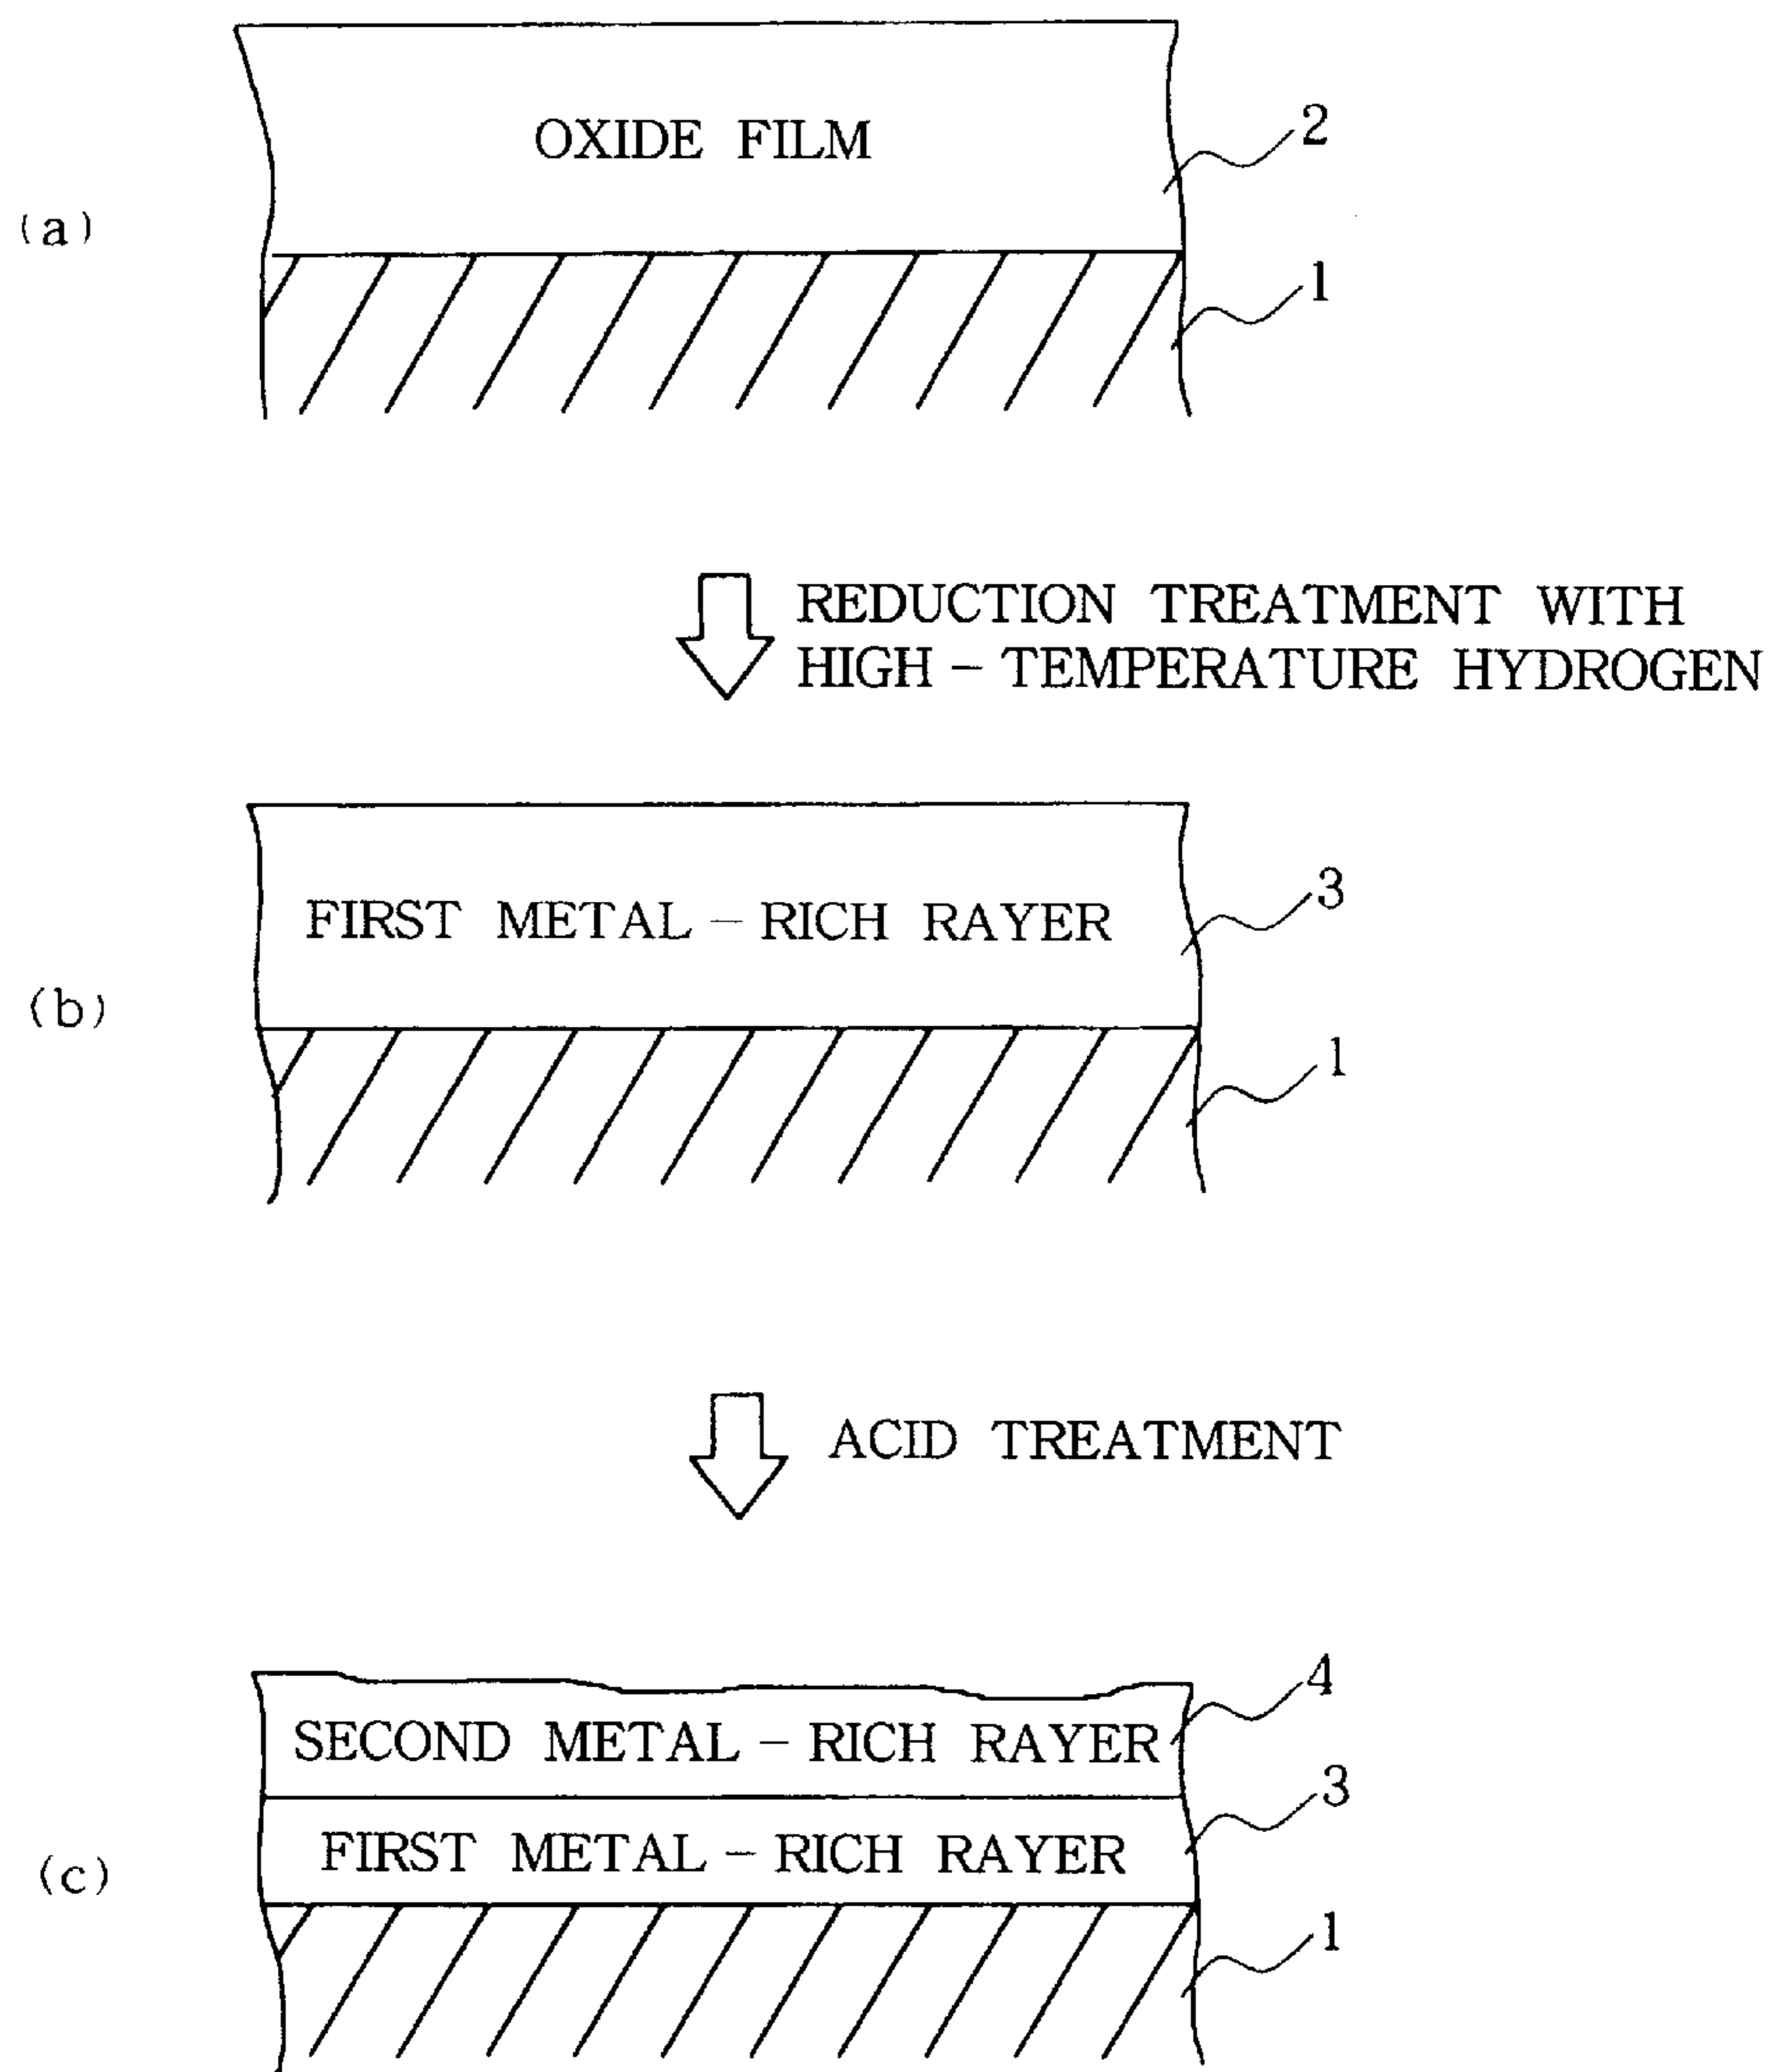 OXIDE FILM
2
(a)
1
REDUCTION TREATMENT WITH
HIGH - TEMPERATURE HYDROGEN
FIRST METAL - RICH RAYER
3
(b)
1
ACID TREATMENT
4
SECOND METAL - RICH RAYER
3
FIRST METAL - RICH RAYER
(c)
1